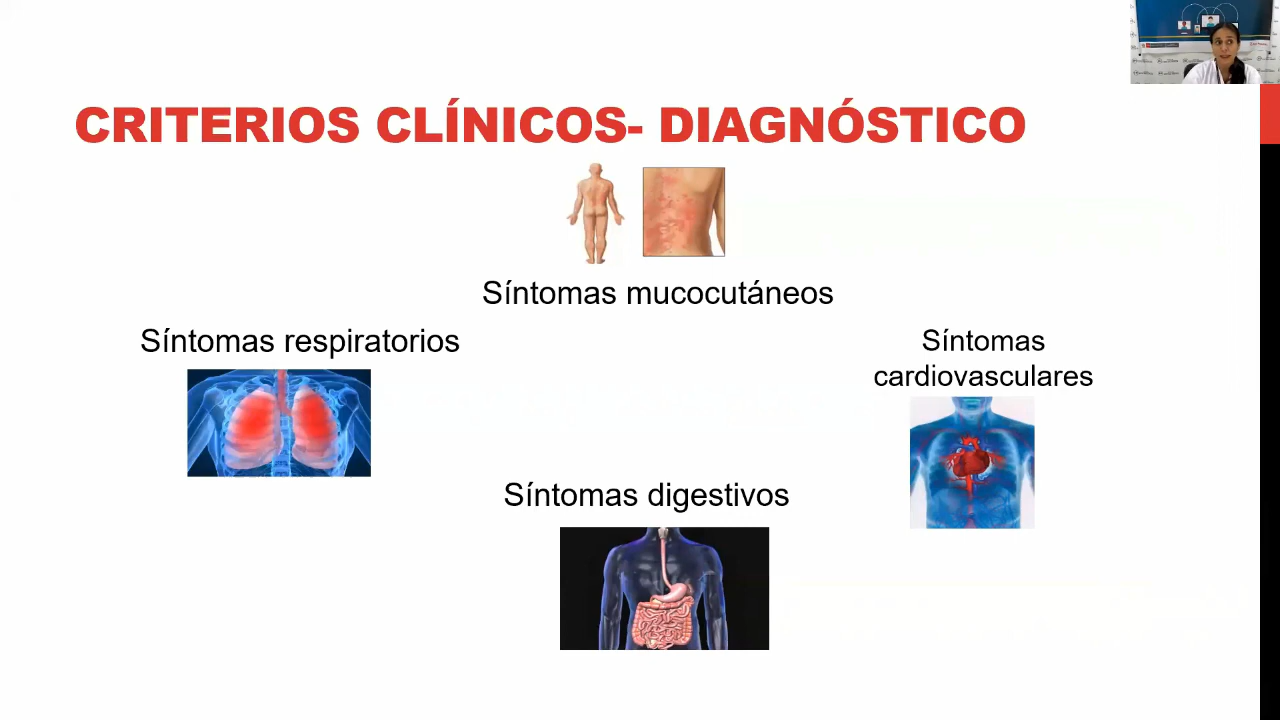 CRITERIOS CLÍNICOS- DIAGNÓSTICO
Síntomas mucocutáneos
Síntomas respiratorios
Síntomas
cardiovasculares
Síntomas digestivos